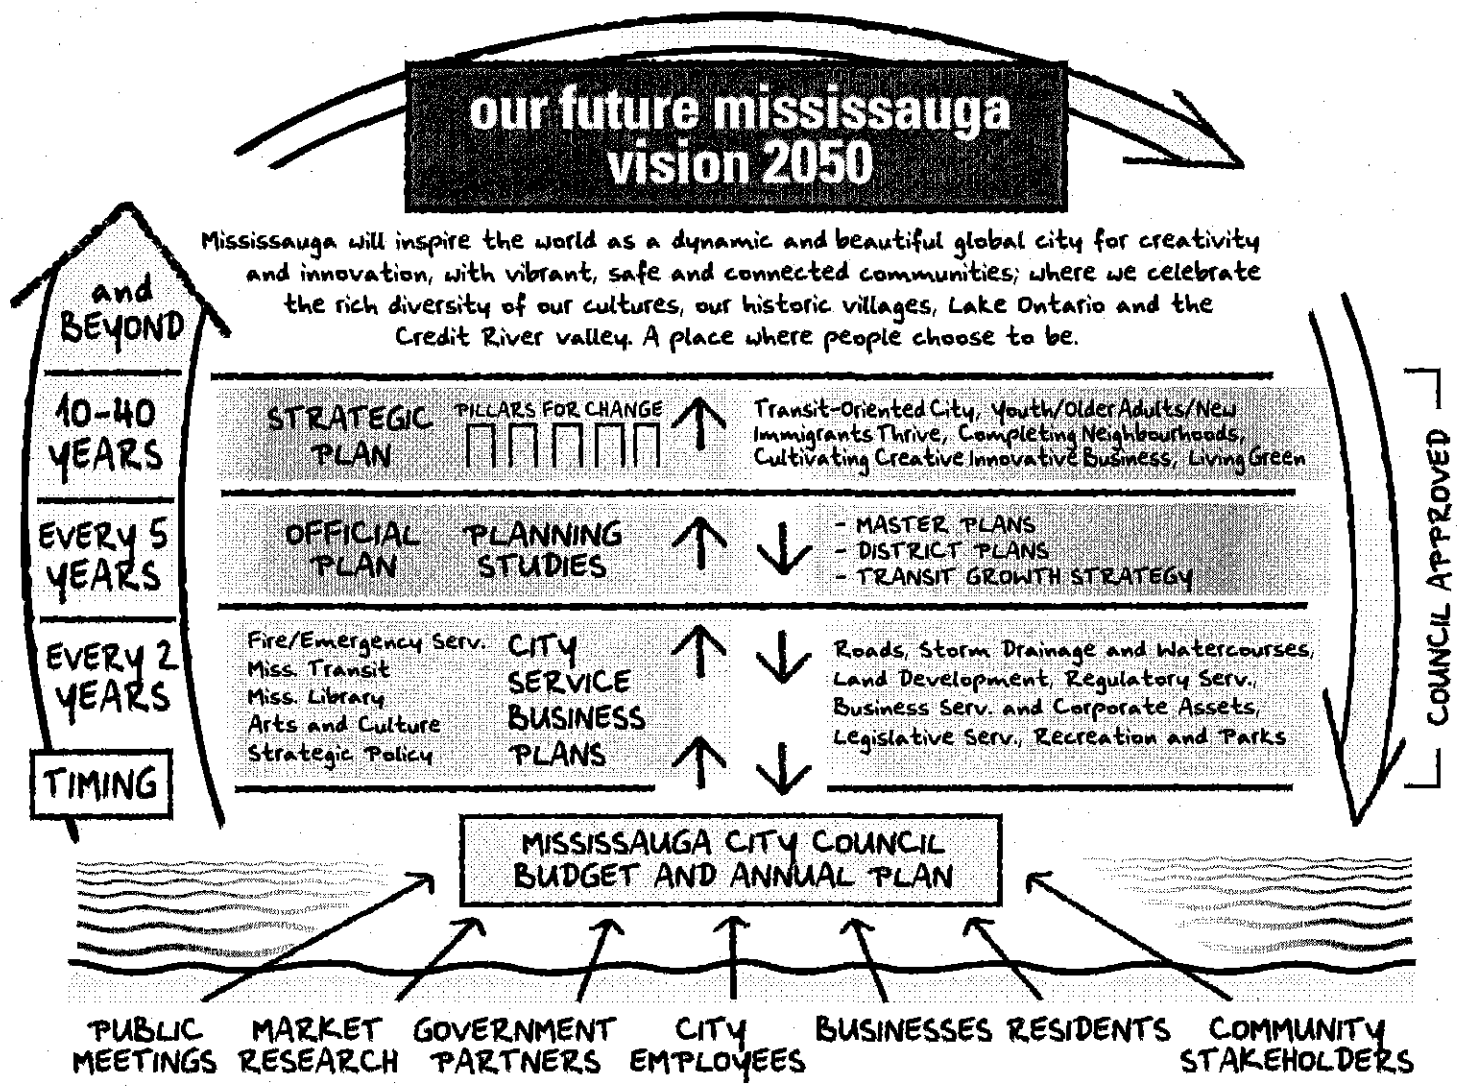 our future mississauga
vision 2050
Mississauga will inspire the world as a dynamic and beautiful global city for creativity
and innovation, with vibrant, safe and connected communities; where we celebrate
the rich diversity of our cultures, our historic villages, Lake Ontario and the
Credit River valley. A place where people choose to be.
and
BEYOND
10-40
YEARS
EVERY 5
YEARS
EVERY 2
YEARS
TIMING
STRATEGIC
PLAN
PILLARS FOR CHANGE
Transit-Oriented City, Youth/Older Adults/New
Immigrants Thrive, Completing Neighbourhoods,
Cultivating Creative Innovative Business, Living Green
OFFICIAL
PLAN
PLANNING
STUDIES
- MASTER PLANS
- DISTRICT PLANS
- TRANSIT GROWTH STRATEGY
Fire/Emergency Serv.
Miss. Transit
Miss. Library
Arts and Culture
Strategic Policy
CITY
SERVICE
BUSINESS
PLANS
Roads, Storm Drainage and Watercourses,
Land Development, Regulatory Serv.,
Business Serv. and Corporate Assets,
Legislative Serv., Recreation and Parks
COUNCIL APPROVED
MISSISSAUGA CITY COUNCIL
BUDGET AND ANNUAL PLAN
PUBLIC
MEETINGS
MARKET
RESEARCH
GOVERNMENT
PARTNERS
CITY
EMPLOYEES
BUSINESSES
RESIDENTS
COMMUNITY
STAKEHOLDERS